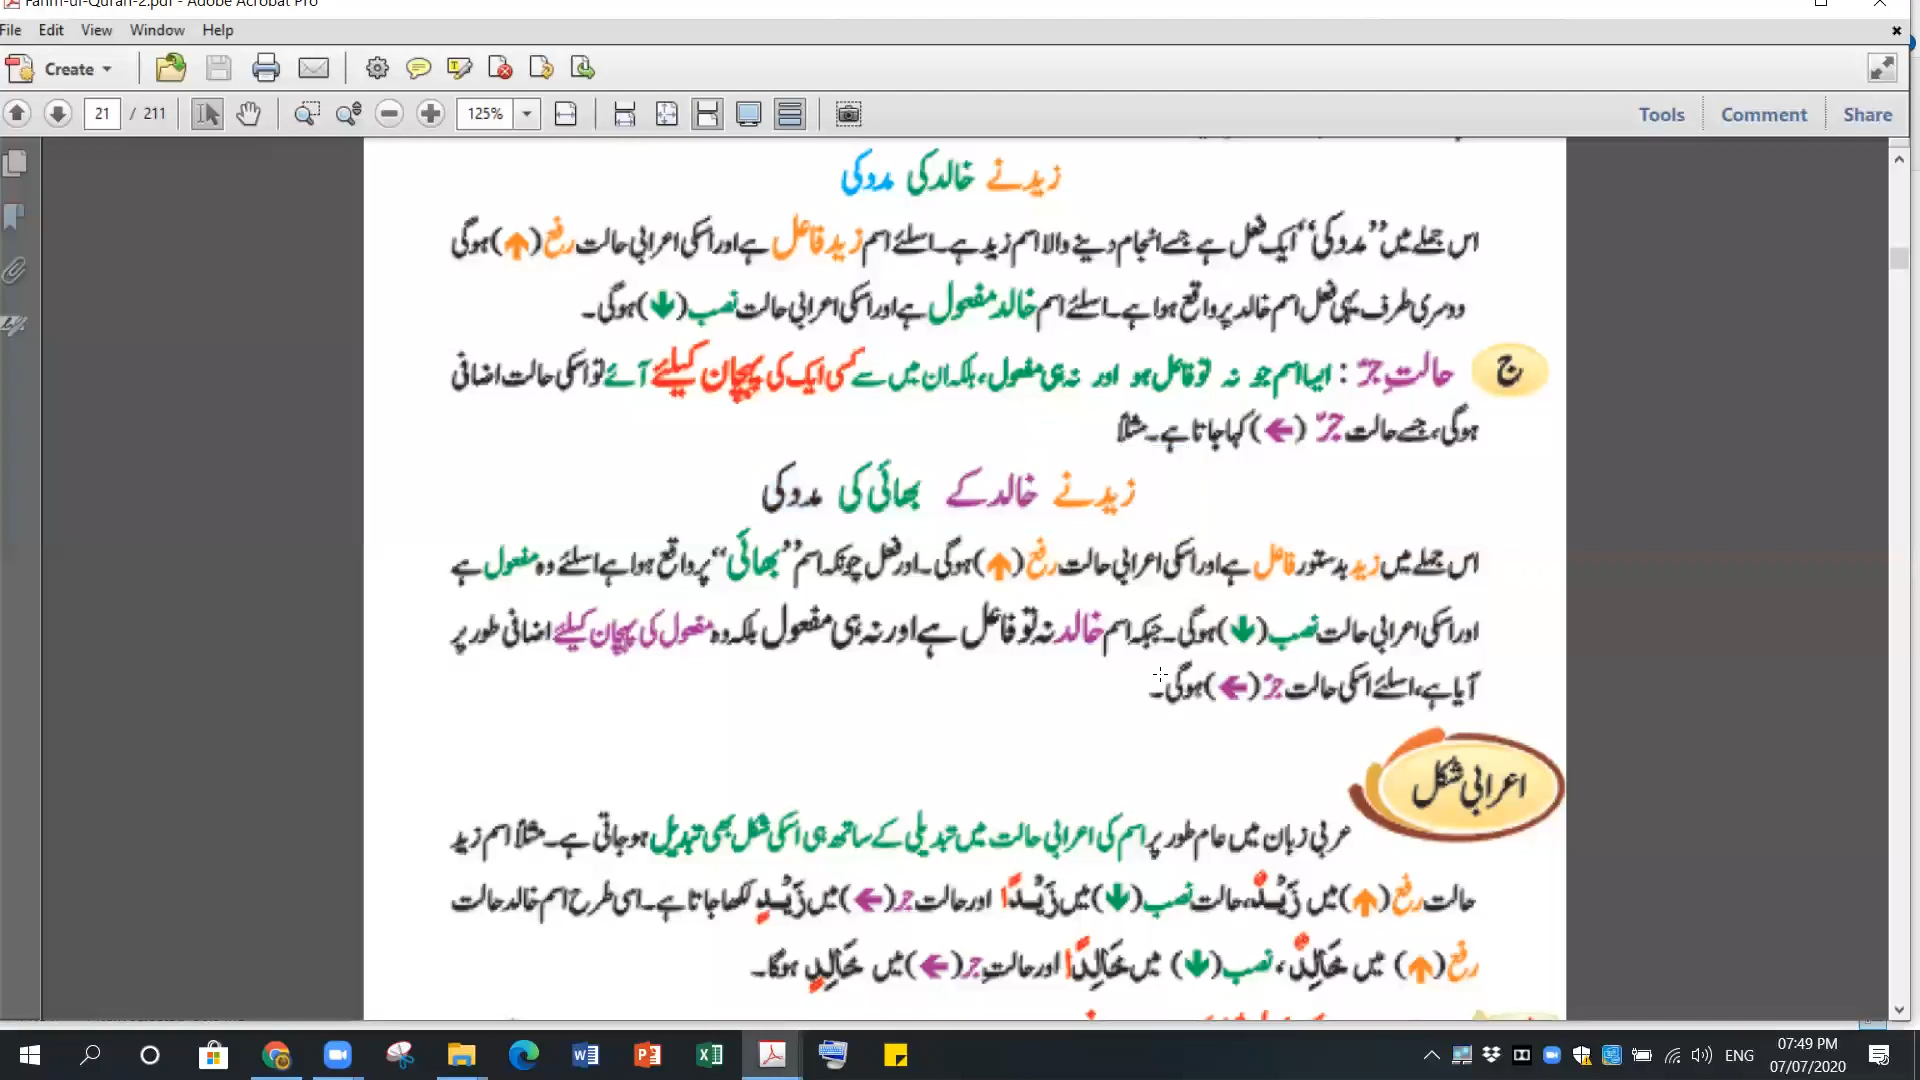 Fahm-ul-Quran-2.pdf - Adobe Acrobat Pro
File Edit View Window Help
Create
21 / 211 125% Tools Comment Share
زید نے خالد کی مدد کی
اس جملے میں ”مدد کی“ ایک فعل ہے جسے انجام دینے والا اسم زید ہے۔ اسلئے اسم زید فاعل ہے اور اسکی اعرابی حالت رفع (↑) ہوگی
دوسری طرف یہی فعل اسم خالد پر واقع ہوا ہے۔ اسلئے اسم خالد مفعول ہے اور اسکی اعرابی حالت نصب (↓) ہوگی۔
ج حالتِ جرّ : ایسا اسم جو نہ تو فاعل ہو اور نہ ہی مفعول، بلکہ ان میں سے کسی ایک کی پہچان کیلئے آئے تو اسکی حالت اضافی
ہوگی، جسے حالت جرّ (←) کہا جاتا ہے۔ مثلاً
زید نے خالد کے بھائی کی مدد کی
اس جملے میں زید بدستور فاعل ہے اور اسکی اعرابی حالت رفع (↑) ہوگی۔ اور فعل چونکہ اسم ”بھائی“ پر واقع ہوا ہے اسلئے وہ مفعول ہے
اور اسکی اعرابی حالت نصب (↓) ہوگی۔ جبکہ اسم خالد نہ تو فاعل ہے اور نہ ہی مفعول بلکہ وہ مفعول کی پہچان کیلئے اضافی طور پر
آیا ہے، اسلئے اسکی حالت جرّ (←) ہوگی۔
اعرابی شکل
عربی زبان میں عام طور پر اسم کی اعرابی حالت میں تبدیلی کے ساتھ ہی اسکی شکل بھی تبدیل ہو جاتی ہے۔ مثلاً اسم زید
حالت رفع (↑) میں زَیْدٌ، حالت نصب (↓) میں زَیْدًا اور حالت جر (←) میں زَیْدٍ لکھا جاتا ہے۔ اسی طرح اسم خالد حالت
رفع (↑) میں خَالِدٌ، نصب (↓) میں خَالِدًا اور حالتِ جر (←) میں خَالِدٍ ہوگا۔
ENG
07:49 PM
07/07/2020